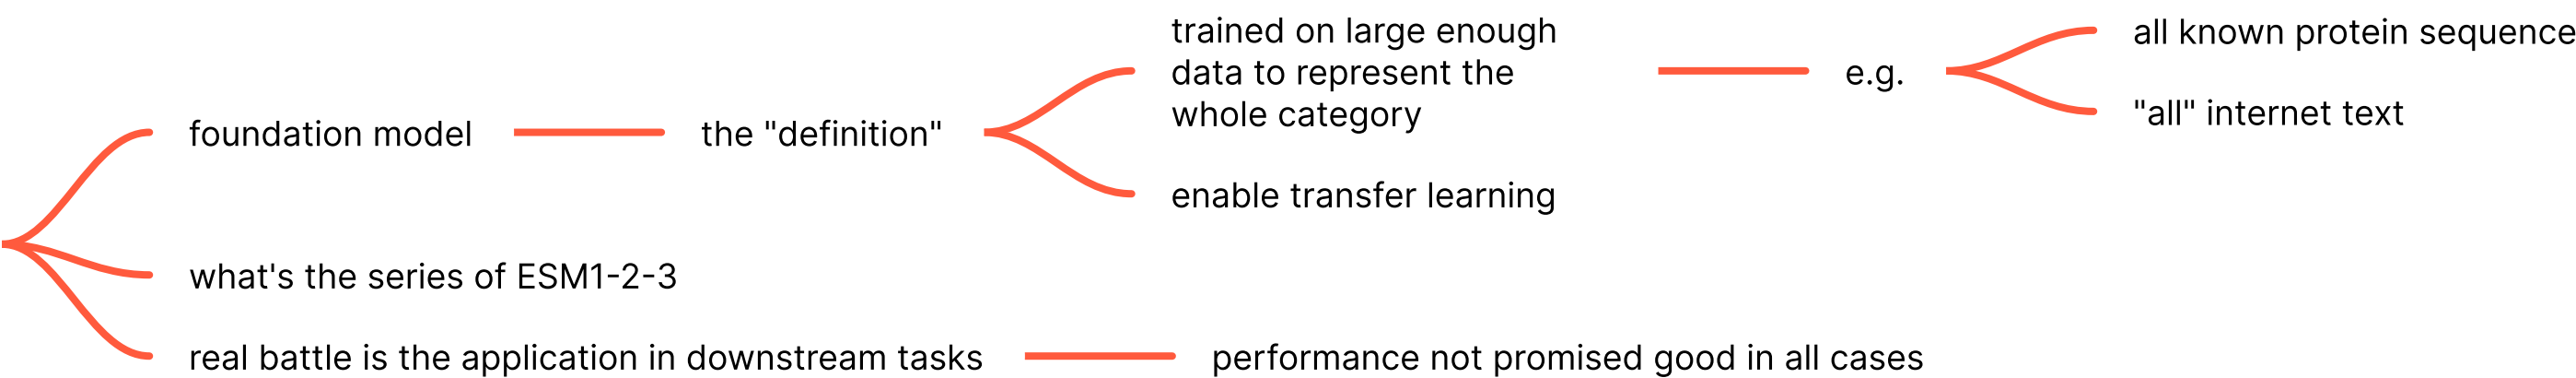 trained on large enough
data to represent the
whole category
e.g.
all known protein sequence
"all" internet text
foundation model
the "definition"
enable transfer learning
what's the series of ESM1-2-3
real battle is the application in downstream tasks
performance not promised good in all cases